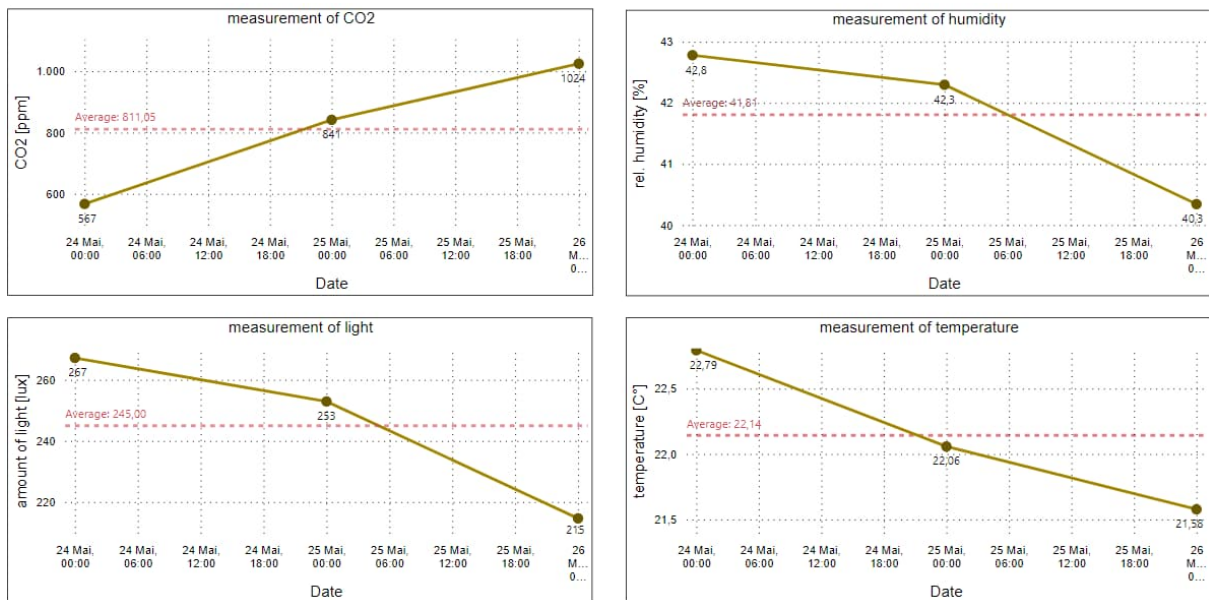 measurement of CO2
CO2 [ppm]
1.000
800
600
Average: 811,05
567
841
1024
24 Mai, 00:00
24 Mai, 06:00
24 Mai, 12:00
24 Mai, 18:00
25 Mai, 00:00
25 Mai, 06:00
25 Mai, 12:00
25 Mai, 18:00
26 M... 0...
Date
measurement of humidity
rel. humidity [%]
43
42
41
40
Average: 41,81
42,8
42,3
40,3
24 Mai, 00:00
24 Mai, 06:00
24 Mai, 12:00
24 Mai, 18:00
25 Mai, 00:00
25 Mai, 06:00
25 Mai, 12:00
25 Mai, 18:00
26 M... 0...
Date
measurement of light
amount of light [lux]
260
240
220
Average: 245,00
267
253
215
24 Mai, 00:00
24 Mai, 06:00
24 Mai, 12:00
24 Mai, 18:00
25 Mai, 00:00
25 Mai, 06:00
25 Mai, 12:00
25 Mai, 18:00
26 M... 0...
Date
measurement of temperature
temperature [C°]
22,5
22,0
21,5
Average: 22,14
22,79
22,06
21,58
24 Mai, 00:00
24 Mai, 06:00
24 Mai, 12:00
24 Mai, 18:00
25 Mai, 00:00
25 Mai, 06:00
25 Mai, 12:00
25 Mai, 18:00
26 M... 0...
Date